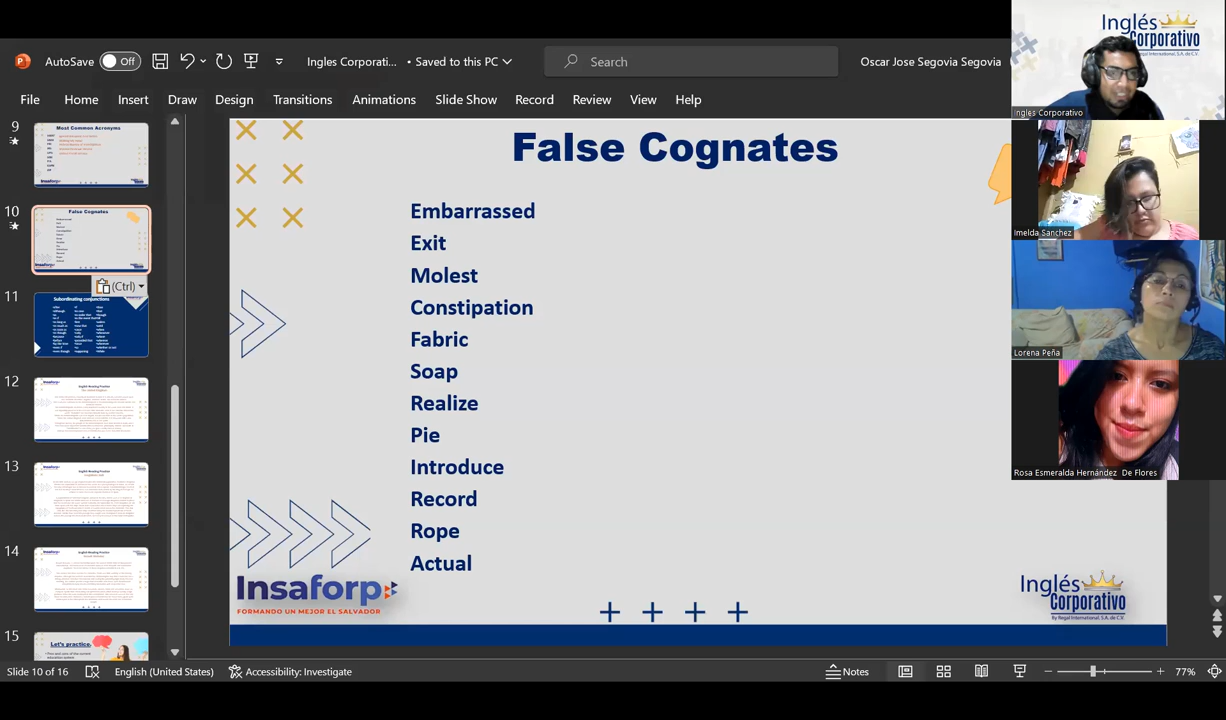 AutoSave Off Ingles Corporati... • Saved to this PC Search Oscar Jose Segovia Segovia
File Home Insert Draw Design Transitions Animations Slide Show Record Review View Help
9
Most Common Acronyms
10
False Cognates
(Ctrl)
11
Subordinating conjunctions
12
13
14
15
Let's practice.
False Cognates
Embarrassed
Exit
Molest
Constipation
Fabric
Soap
Realize
Pie
Introduce
Record
Rope
Actual
Insaforp
FORMANDO UN MEJOR EL SALVADOR
Inglés
Corporativo
By Regal International, S.A. de C.V.
Inglés
Corporativo
By Regal International, S.A. de C.V.
Ingles Corporativo
Imelda Sanchez
Lorena Peña
Rosa Esmeralda Hernández De Flores
Slide 10 of 16 English (United States) Accessibility: Investigate Notes 77%